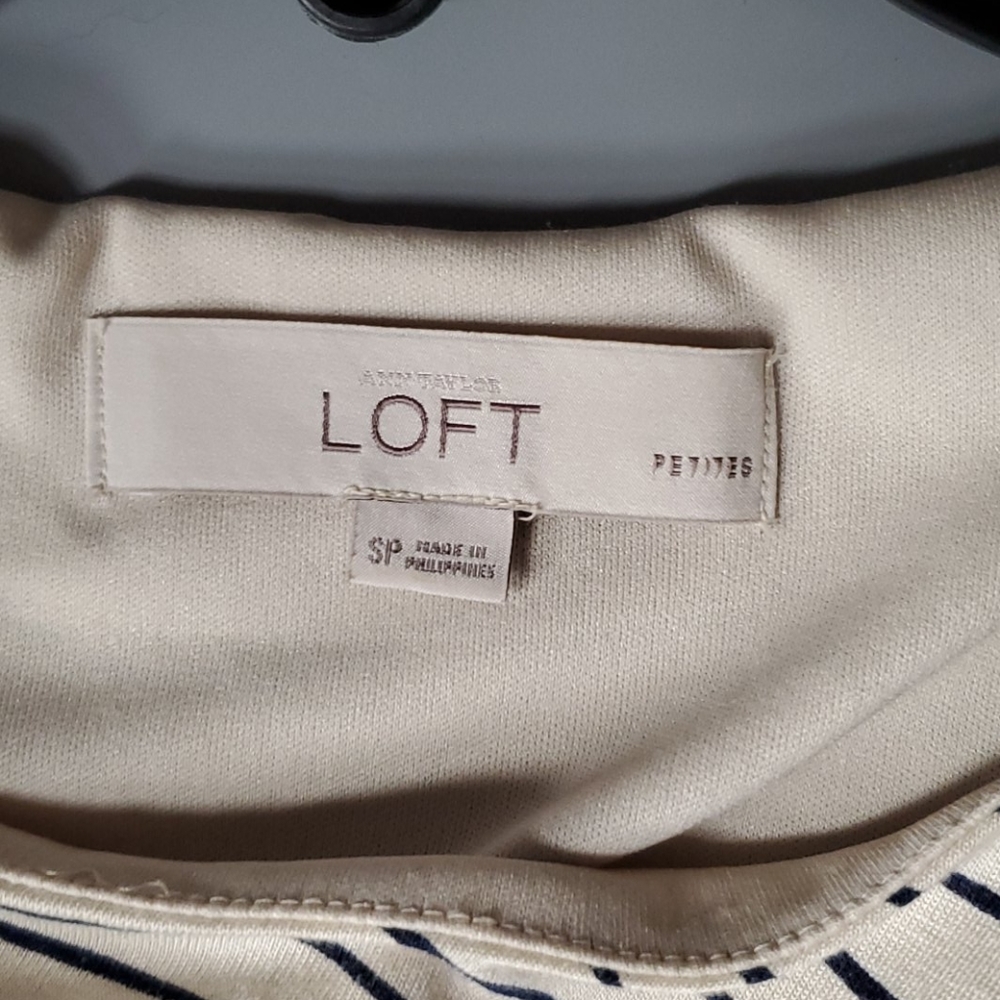 ANN TAYLOR
LOFT
PETITES
SP MADE IN
PHILIPPINES